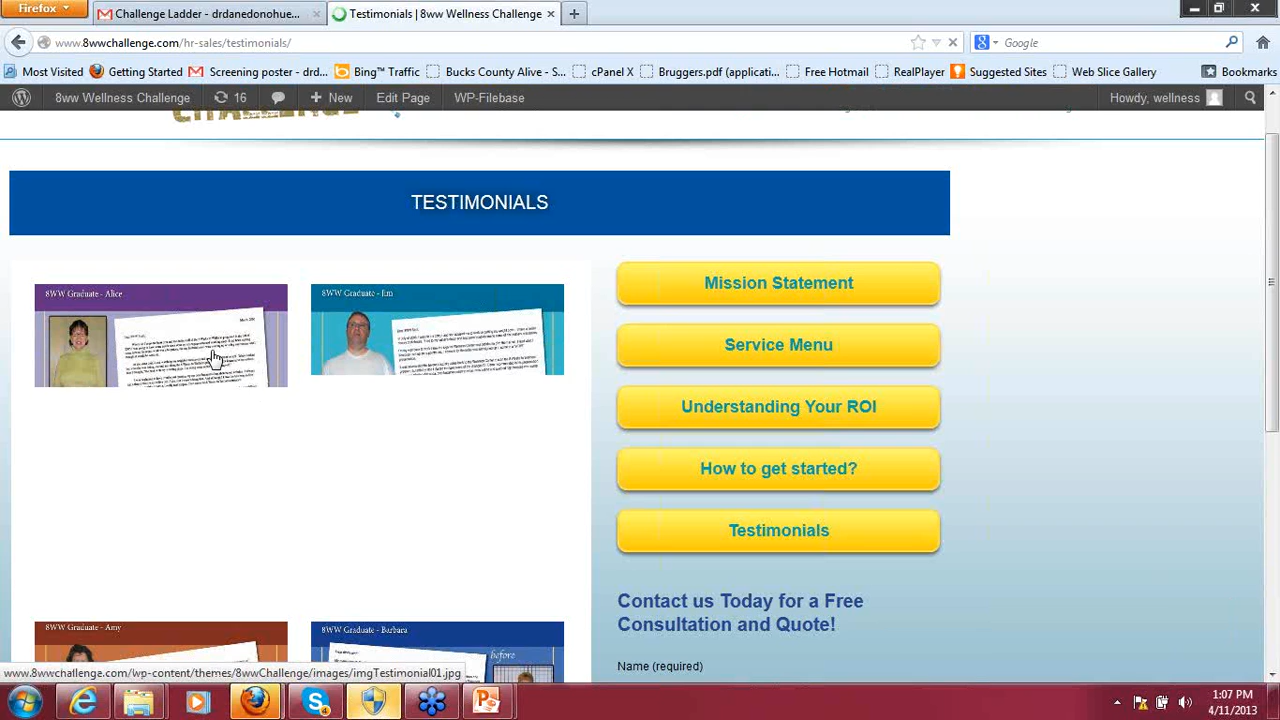 Firefox
Challenge Ladder - drdanedonohue...
Testimonials | 8ww Wellness Challenge
www.8wwchallenge.com/hr-sales/testimonials/
Google
Most Visited
Getting Started
Screening poster - drd...
Bing™ Traffic
Bucks County Alive - S...
cPanel X
Bruggers.pdf (applicati...
Free Hotmail
RealPlayer
Suggested Sites
Web Slice Gallery
Bookmarks
8ww Wellness Challenge
16
New
Edit Page
WP-Filebase
Howdy, wellness
CHALLENGE
TESTIMONIALS
8WW Graduate - Alice
8WW Graduate - Jim
Mission Statement
Service Menu
Understanding Your ROI
How to get started?
Testimonials
Contact us Today for a Free
Consultation and Quote!
Name (required)
8WW Graduate - Amy
8WW Graduate - Barbara
before
www.8wwchallenge.com/wp-content/themes/8wwChallenge/images/imgTestimonial01.jpg
1:07 PM
4/11/2013